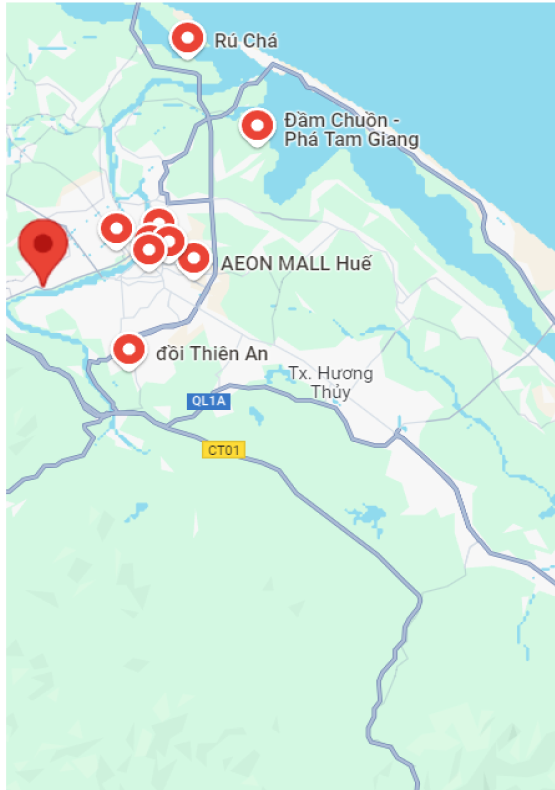 Rú Chá
Đầm Chuồn -
Phá Tam Giang
AEON MALL Huế
đồi Thiên An
Tx. Hương
Thủy
QL1A
CT01